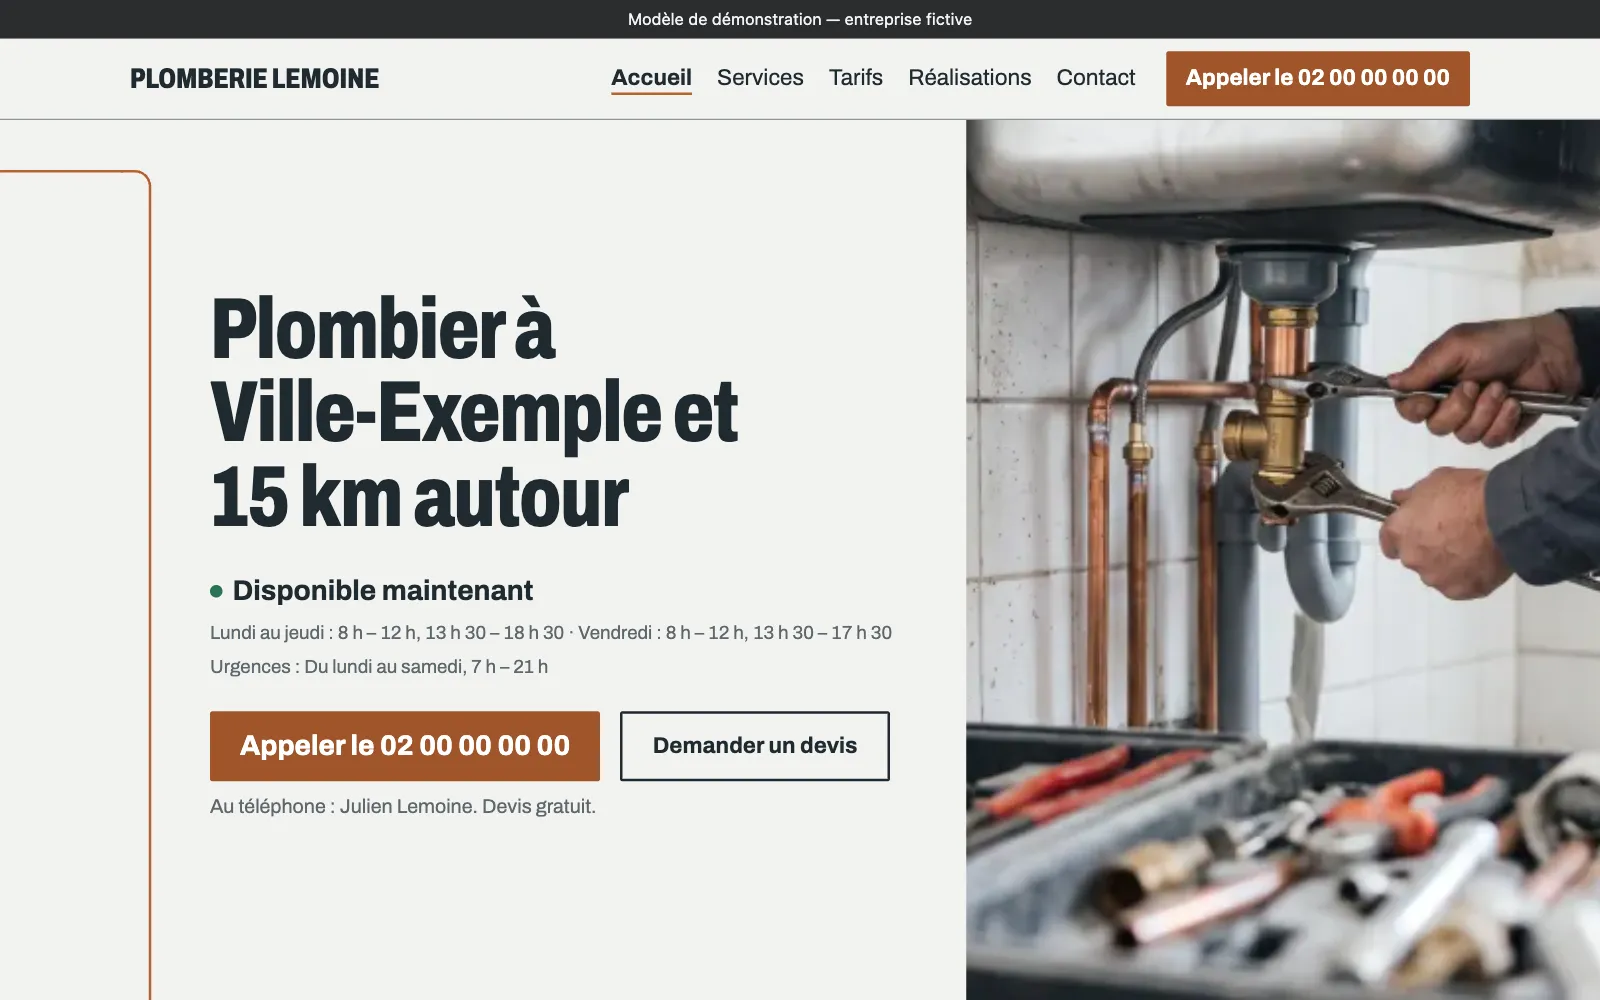 Modèle de démonstration — entreprise fictive
PLOMBERIE LEMOINE
Accueil Services Tarifs Réalisations Contact Appeler le 02 00 00 00 00
Plombier à
Ville-Exemple et
15 km autour
Disponible maintenant
Lundi au jeudi : 8 h – 12 h, 13 h 30 – 18 h 30 · Vendredi : 8 h – 12 h, 13 h 30 – 17 h 30
Urgences : Du lundi au samedi, 7 h – 21 h
Appeler le 02 00 00 00 00 Demander un devis
Au téléphone : Julien Lemoine. Devis gratuit.